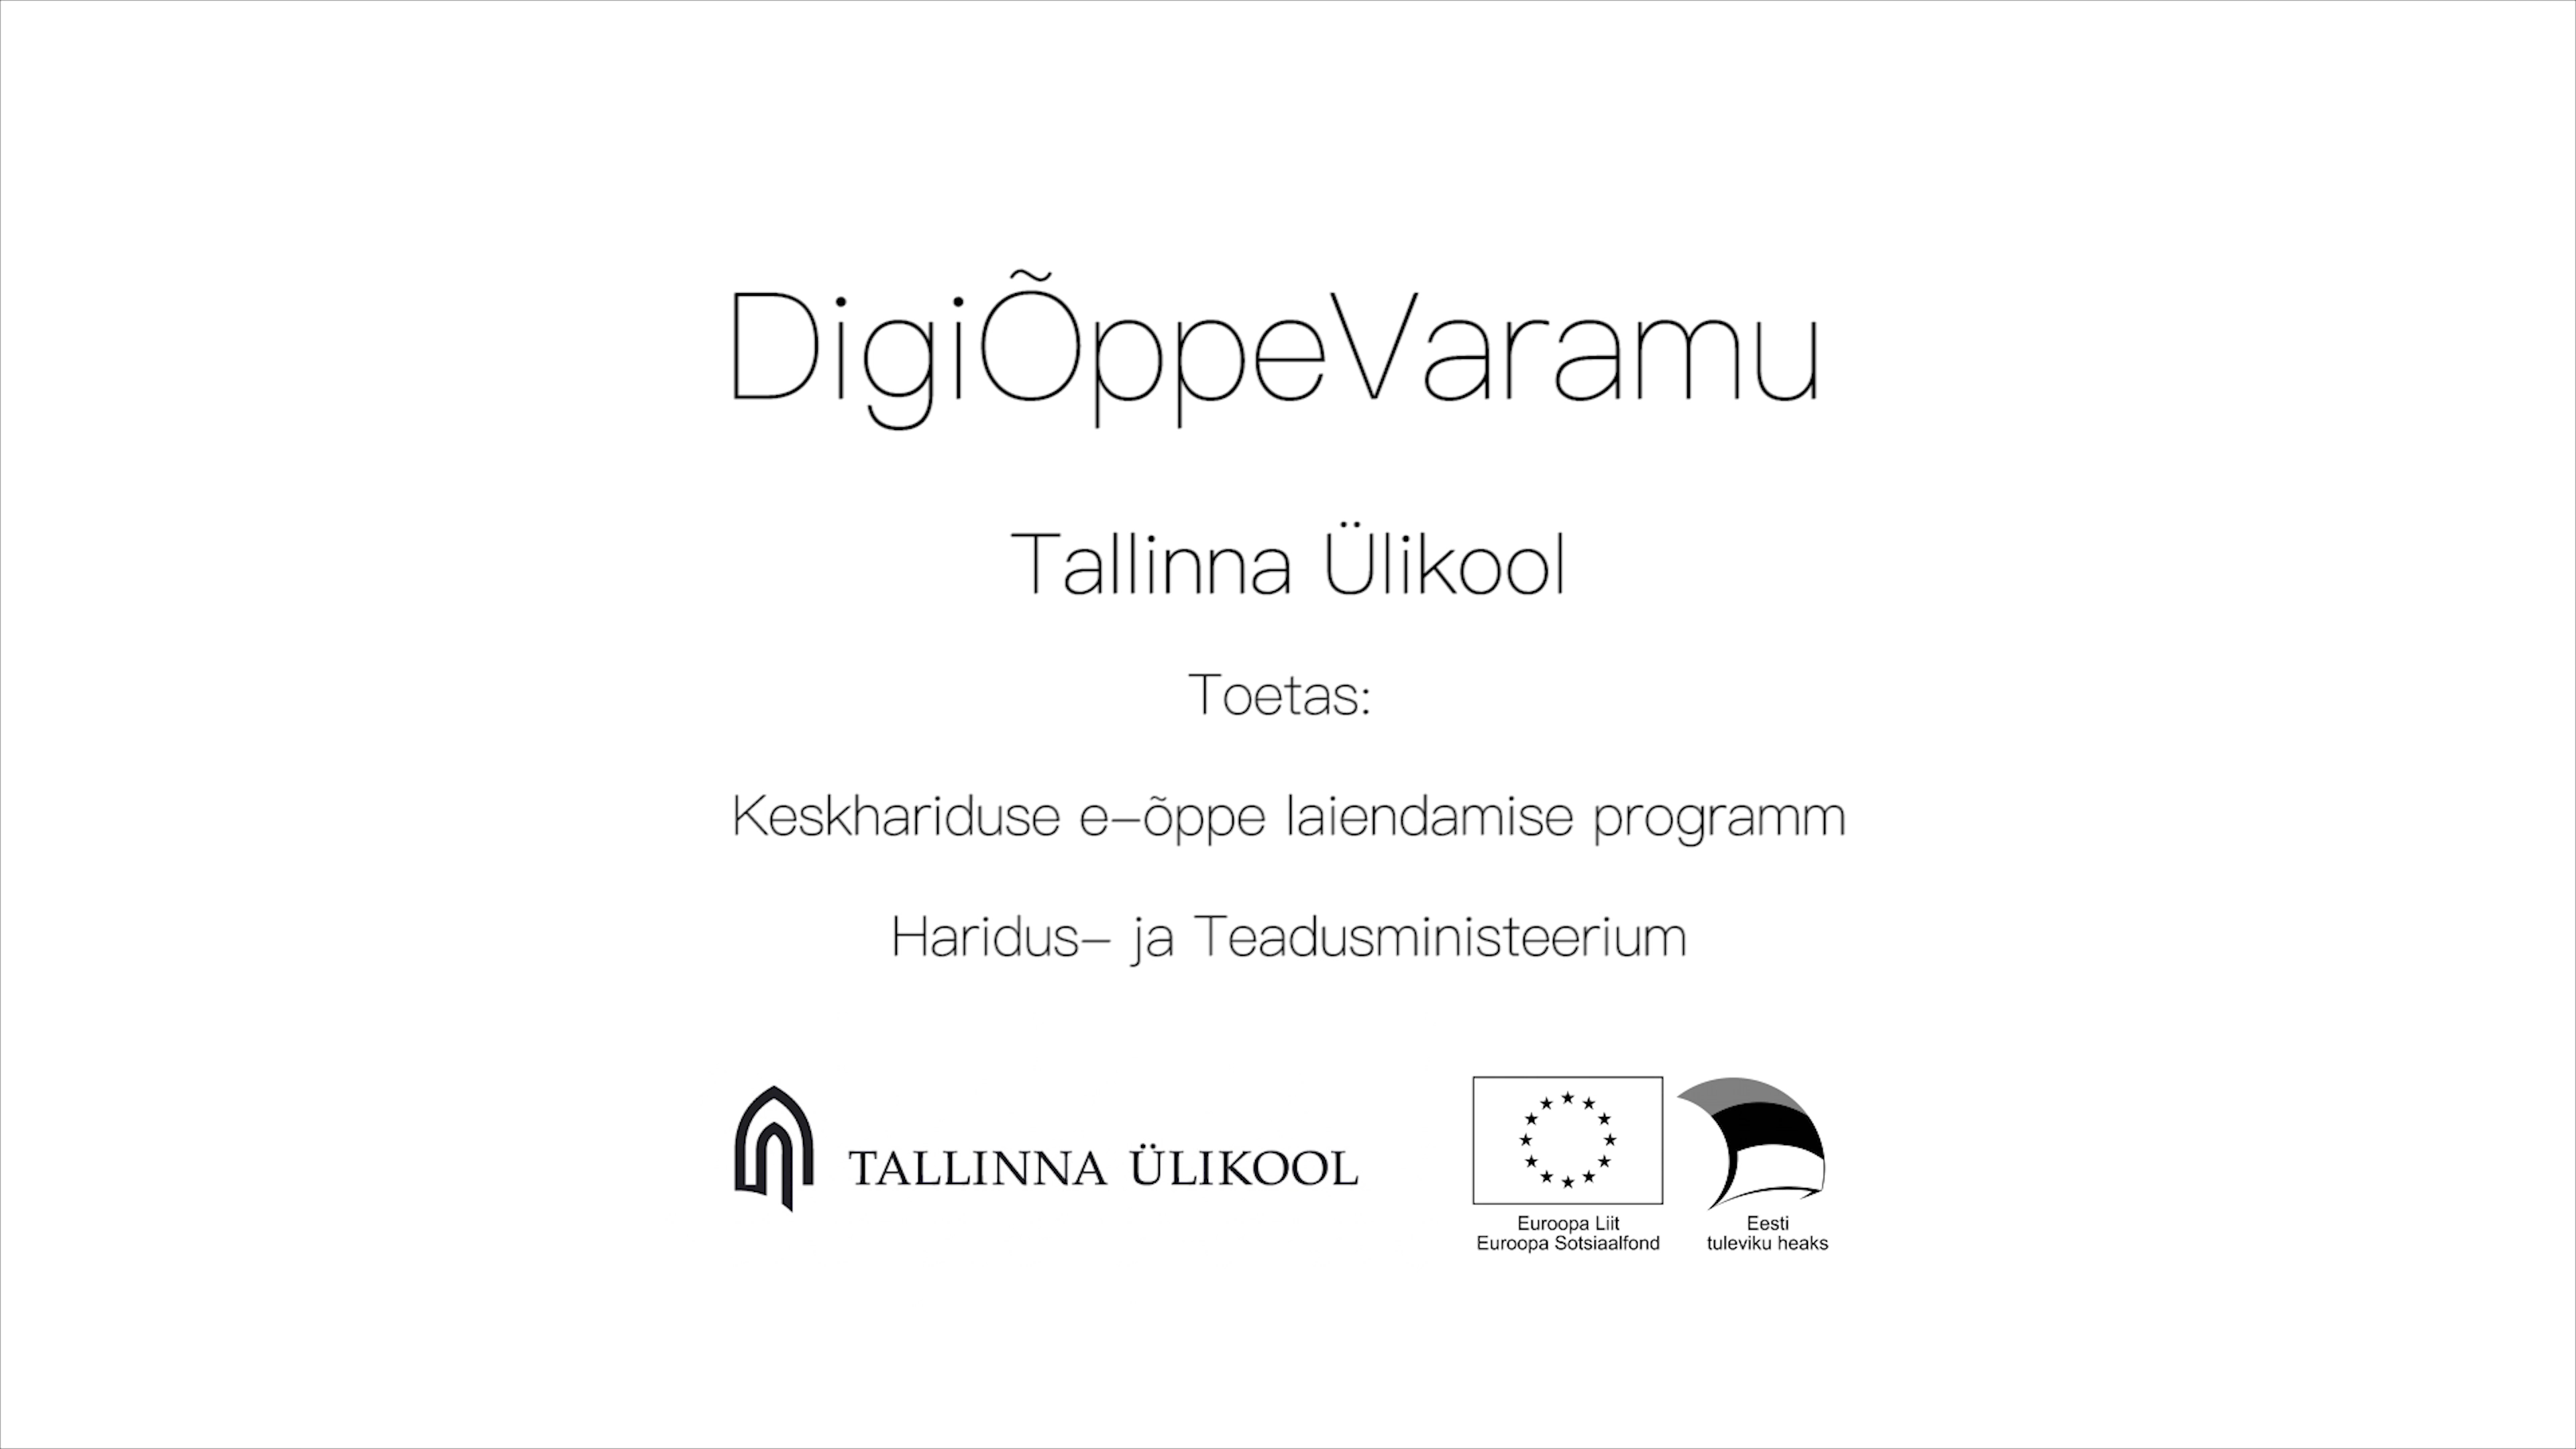 DigiÕppeVaramu
Tallinna Ülikool
Toetas:
Keskhariduse e-õppe laiendamise programm
Haridus- ja Teadusministeerium
TALLINNA ÜLIKOOL
Euroopa Liit
Euroopa Sotsiaalfond
Eesti
tuleviku heaks